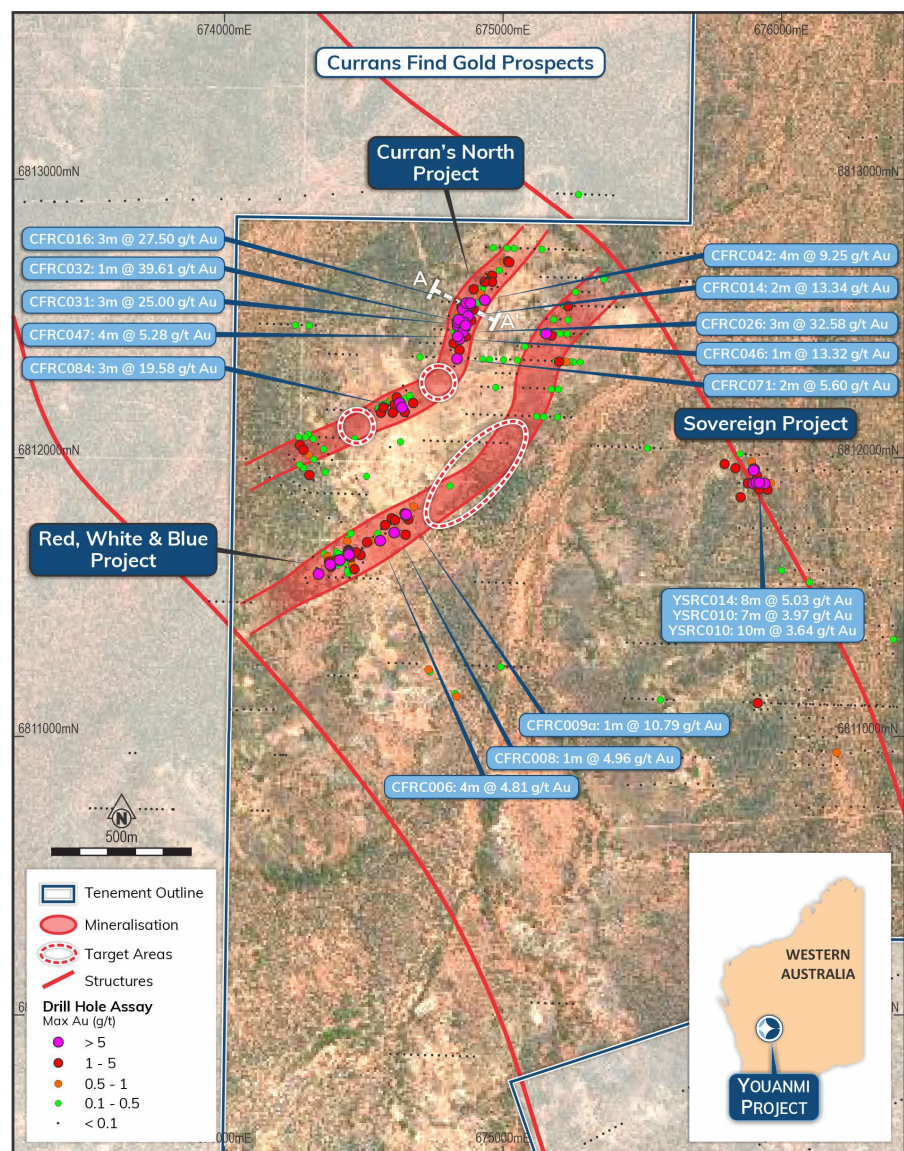 674000mE
675000mE
676000mE
Currans Find Gold Prospects
Curran's North
Project
6813000mN
6813000mN
CFRC016: 3m @ 27.50 g/t Au
CFRC032: 1m @ 39.61 g/t Au
CFRC031: 3m @ 25.00 g/t Au
CFRC047: 4m @ 5.28 g/t Au
CFRC084: 3m @ 19.58 g/t Au
A
A'
CFRC042: 4m @ 9.25 g/t Au
CFRC014: 2m @ 13.34 g/t Au
CFRC026: 3m @ 32.58 g/t Au
CFRC046: 1m @ 13.32 g/t Au
CFRC071: 2m @ 5.60 g/t Au
Sovereign Project
6812000mN
6812000mN
Red, White & Blue
Project
YSRC014: 8m @ 5.03 g/t Au
YSRC010: 7m @ 3.97 g/t Au
YSRC010: 10m @ 3.64 g/t Au
CFRC009a: 1m @ 10.79 g/t Au
CFRC008: 1m @ 4.96 g/t Au
CFRC006: 4m @ 4.81 g/t Au
6811000mN
6811000mN
N
500m
Tenement Outline
Mineralisation
Target Areas
Structures
Drill Hole Assay
Max Au (g/t)
> 5
1 - 5
0.5 - 1
0.1 - 0.5
< 0.1
WESTERN
AUSTRALIA
YOUANMI
PROJECT
675000mE